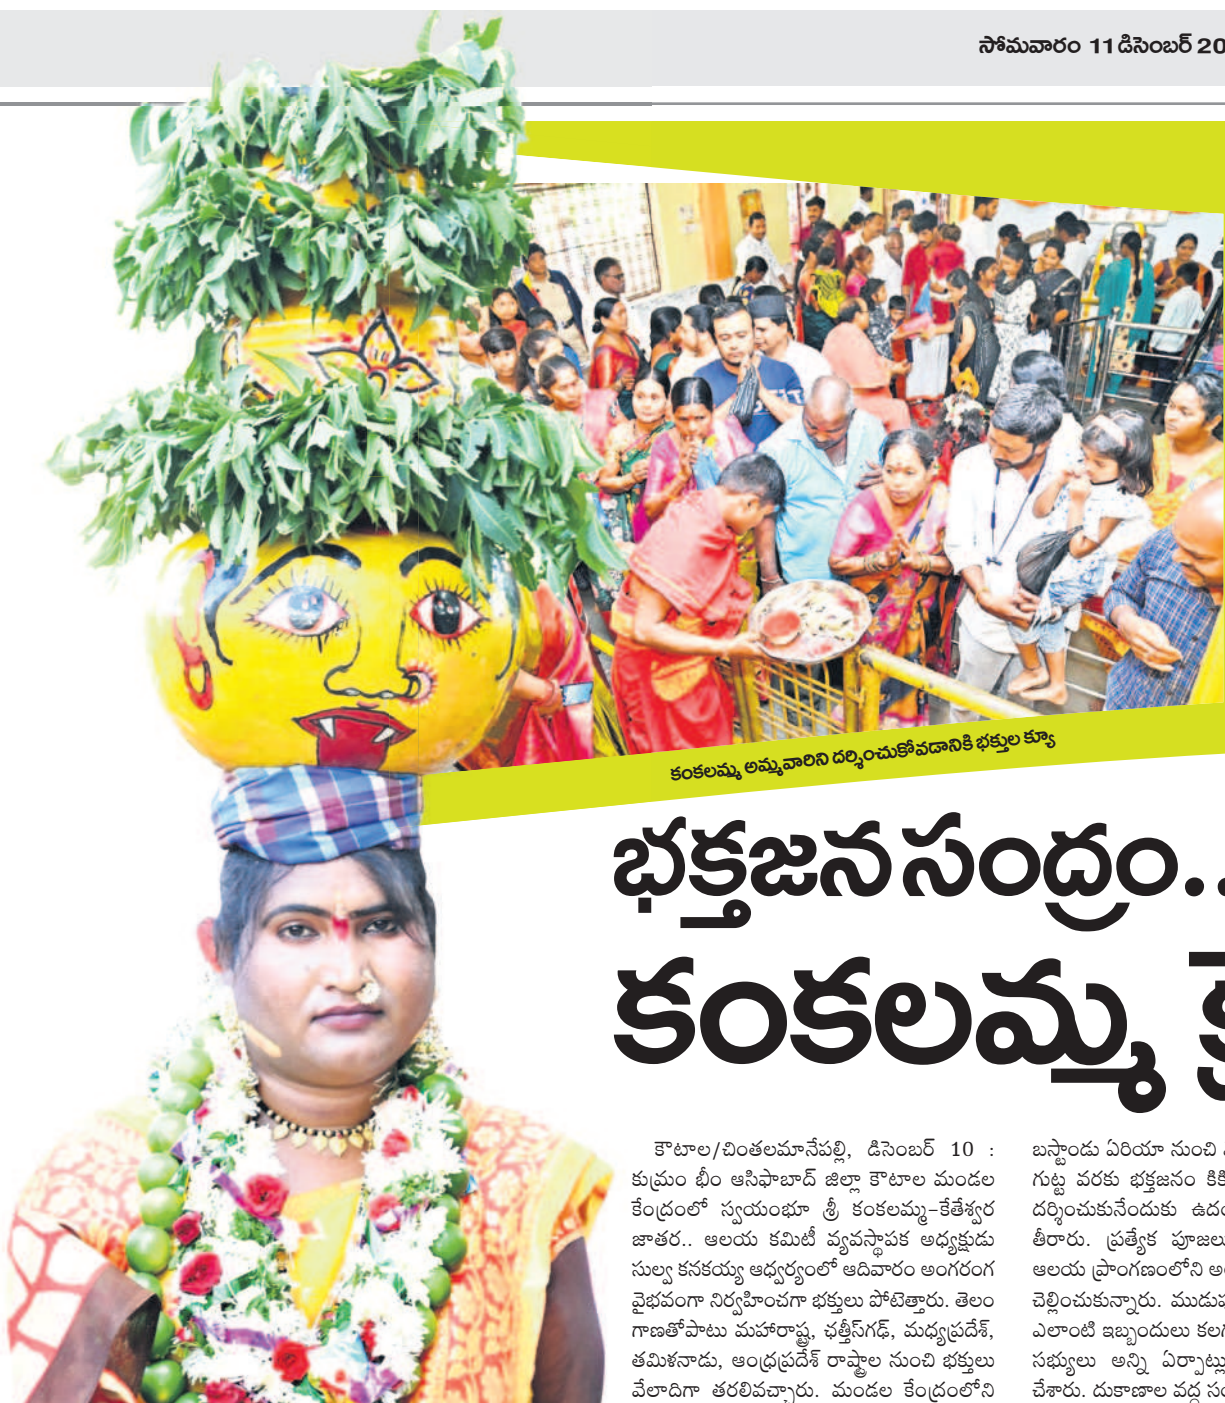 సోమవారం 11 డిసెంబర్ 20
కంకలమ్మ అమ్మవారిని దర్శించుకోవడానికి భక్తుల క్యూ
భక్తజన సంద్రం..
కంకలమ్మ
కౌటాల/చింతలమానేపల్లి, డిసెంబర్ 10 :
కుమ్రం భీం ఆసిఫాబాద్ జిల్లా కౌటాల మండల
కేంద్రంలో స్వయంభూ శ్రీ కంకలమ్మ-కేతేశ్వర
జాతర.. ఆలయ కమిటీ వ్యవస్థాపక అధ్యక్షుడు
సుల్వ కనకయ్య ఆధ్వర్యంలో ఆదివారం అంగరంగ
వైభవంగా నిర్వహించగా భక్తులు పోటెత్తారు. తెలం
గాణతోపాటు మహారాష్ట్ర, ఛత్తీస్‌గఢ్, మధ్యప్రదేశ్,
తమిళనాడు, ఆంధ్రప్రదేశ్ రాష్ట్రాల నుంచి భక్తులు
వేలాదిగా తరలివచ్చారు. మండల కేంద్రంలోని
బస్టాండు ఏరియా నుంచి
గుట్ట వరకు భక్తజనం
దర్శించుకునేందుకు
తీరారు. ప్రత్యేక
ఆలయ ప్రాంగణంలోని
చెల్లించుకున్నారు.
ఎలాంటి ఇబ్బందులు
సభ్యులు అన్ని
చేశారు. దుకాణాల వద్ద